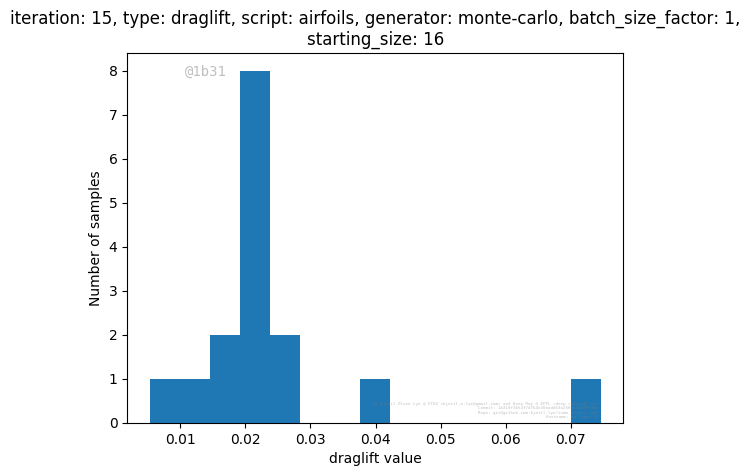 iteration: 15, type: draglift, script: airfoils, generator: monte-carlo, batch_size_factor: 1,
starting_size: 16
@1b31
8
7
6
5
4
3
2
1
0
Number of samples
0.01 0.02 0.03 0.04 0.05 0.06 0.07
draglift value